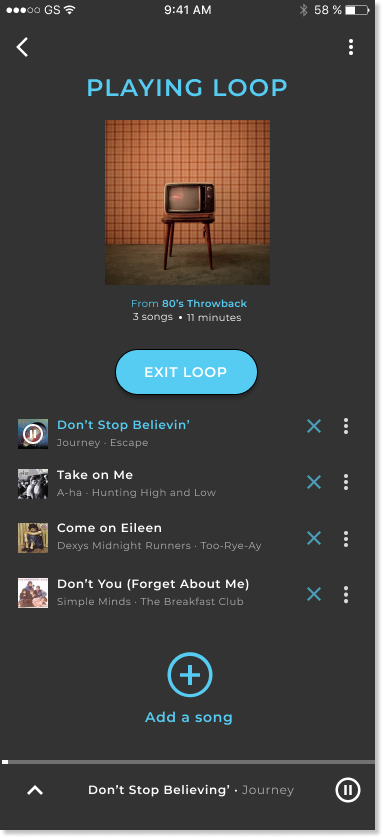 GS 9:41 AM 58 %
PLAYING LOOP
From 80's Throwback
3 songs • 11 minutes
EXIT LOOP
Don't Stop Believin'
Journey · Escape
Take on Me
A-ha · Hunting High and Low
Come on Eileen
Dexys Midnight Runners · Too-Rye-Ay
Don't You (Forget About Me)
Simple Minds · The Breakfast Club
Add a song
Don't Stop Believing' • Journey